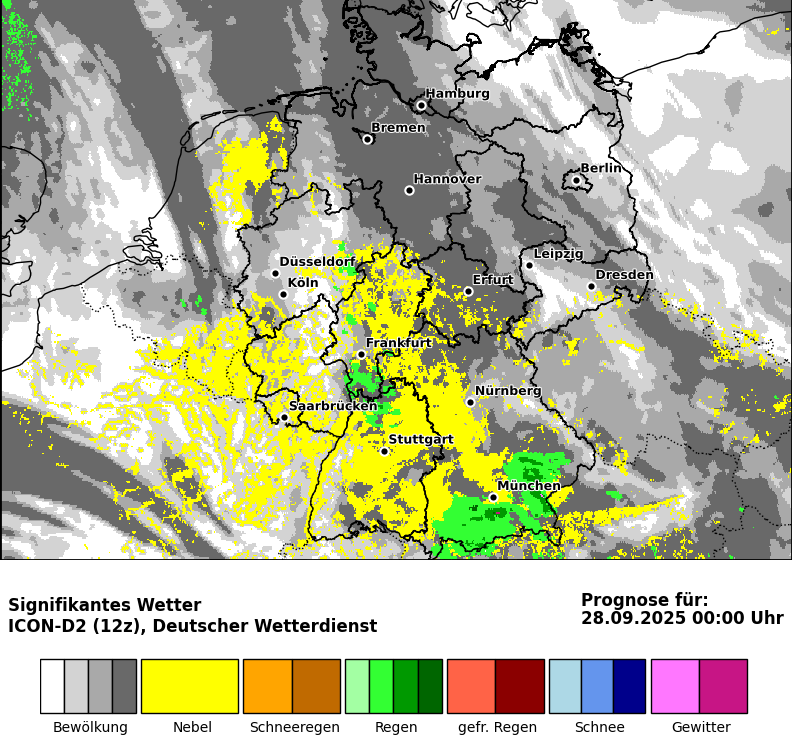 Hamburg
Bremen
Berlin
Hannover
Leipzig
Düsseldorf
Dresden
Köln
Erfurt
Frankfurt
Nürnberg
Saarbrücken
Stuttgart
München
Signifikantes Wetter
ICON-D2 (12z), Deutscher Wetterdienst
Prognose für:
28.09.2025 00:00 Uhr
Bewölkung Nebel Schneeregen Regen gefr. Regen Schnee Gewitter